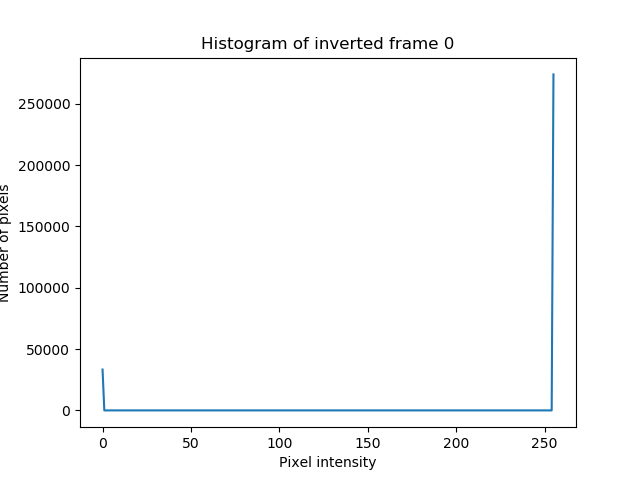 Histogram of inverted frame 0
Number of pixels
250000
200000
150000
100000
50000
0
0 50 100 150 200 250
Pixel intensity